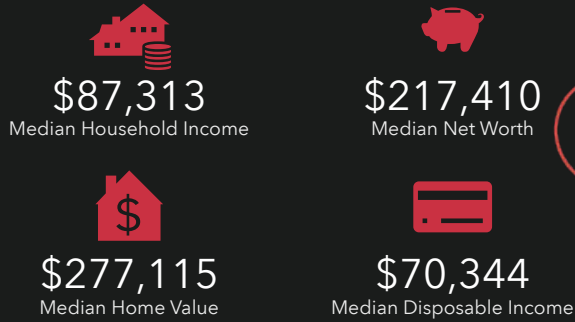 $87,313
Median Household Income
$217,410
Median Net Worth
$
$277,115
Median Home Value
$70,344
Median Disposable Income